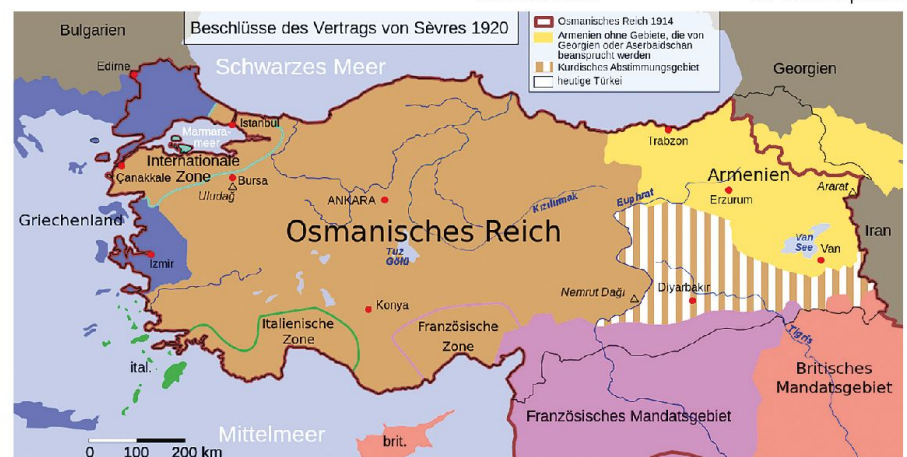 Beschlüsse des Vertrags von Sèvres 1920
Osmanisches Reich 1914
Armenien ohne Gebiete, die von
Georgien oder Aserbaidschan
beansprucht werden
Kurdisches Abstimmungsgebiet
heutige Türkei
Bulgarien
Edirne
Schwarzes Meer
Georgien
Istanbul
Marmara-
meer
Internationale
Zone
Çanakkale
Bursa
Uludağ
Trabzon
Armenien
Erzurum
Ararat
ANKARA
Kızılırmak
Euphrat
Griechenland
Osmanisches Reich
Iran
Van
See
Van
Tuz
Gölü
Izmir
Nemrut Dağı
Diyarbakır
Konya
Italienische
Zone
Französische
Zone
Tigris
ital.
Britisches
Mandatsgebiet
Französisches Mandatsgebiet
Mittelmeer
brit.
0 100 200 km